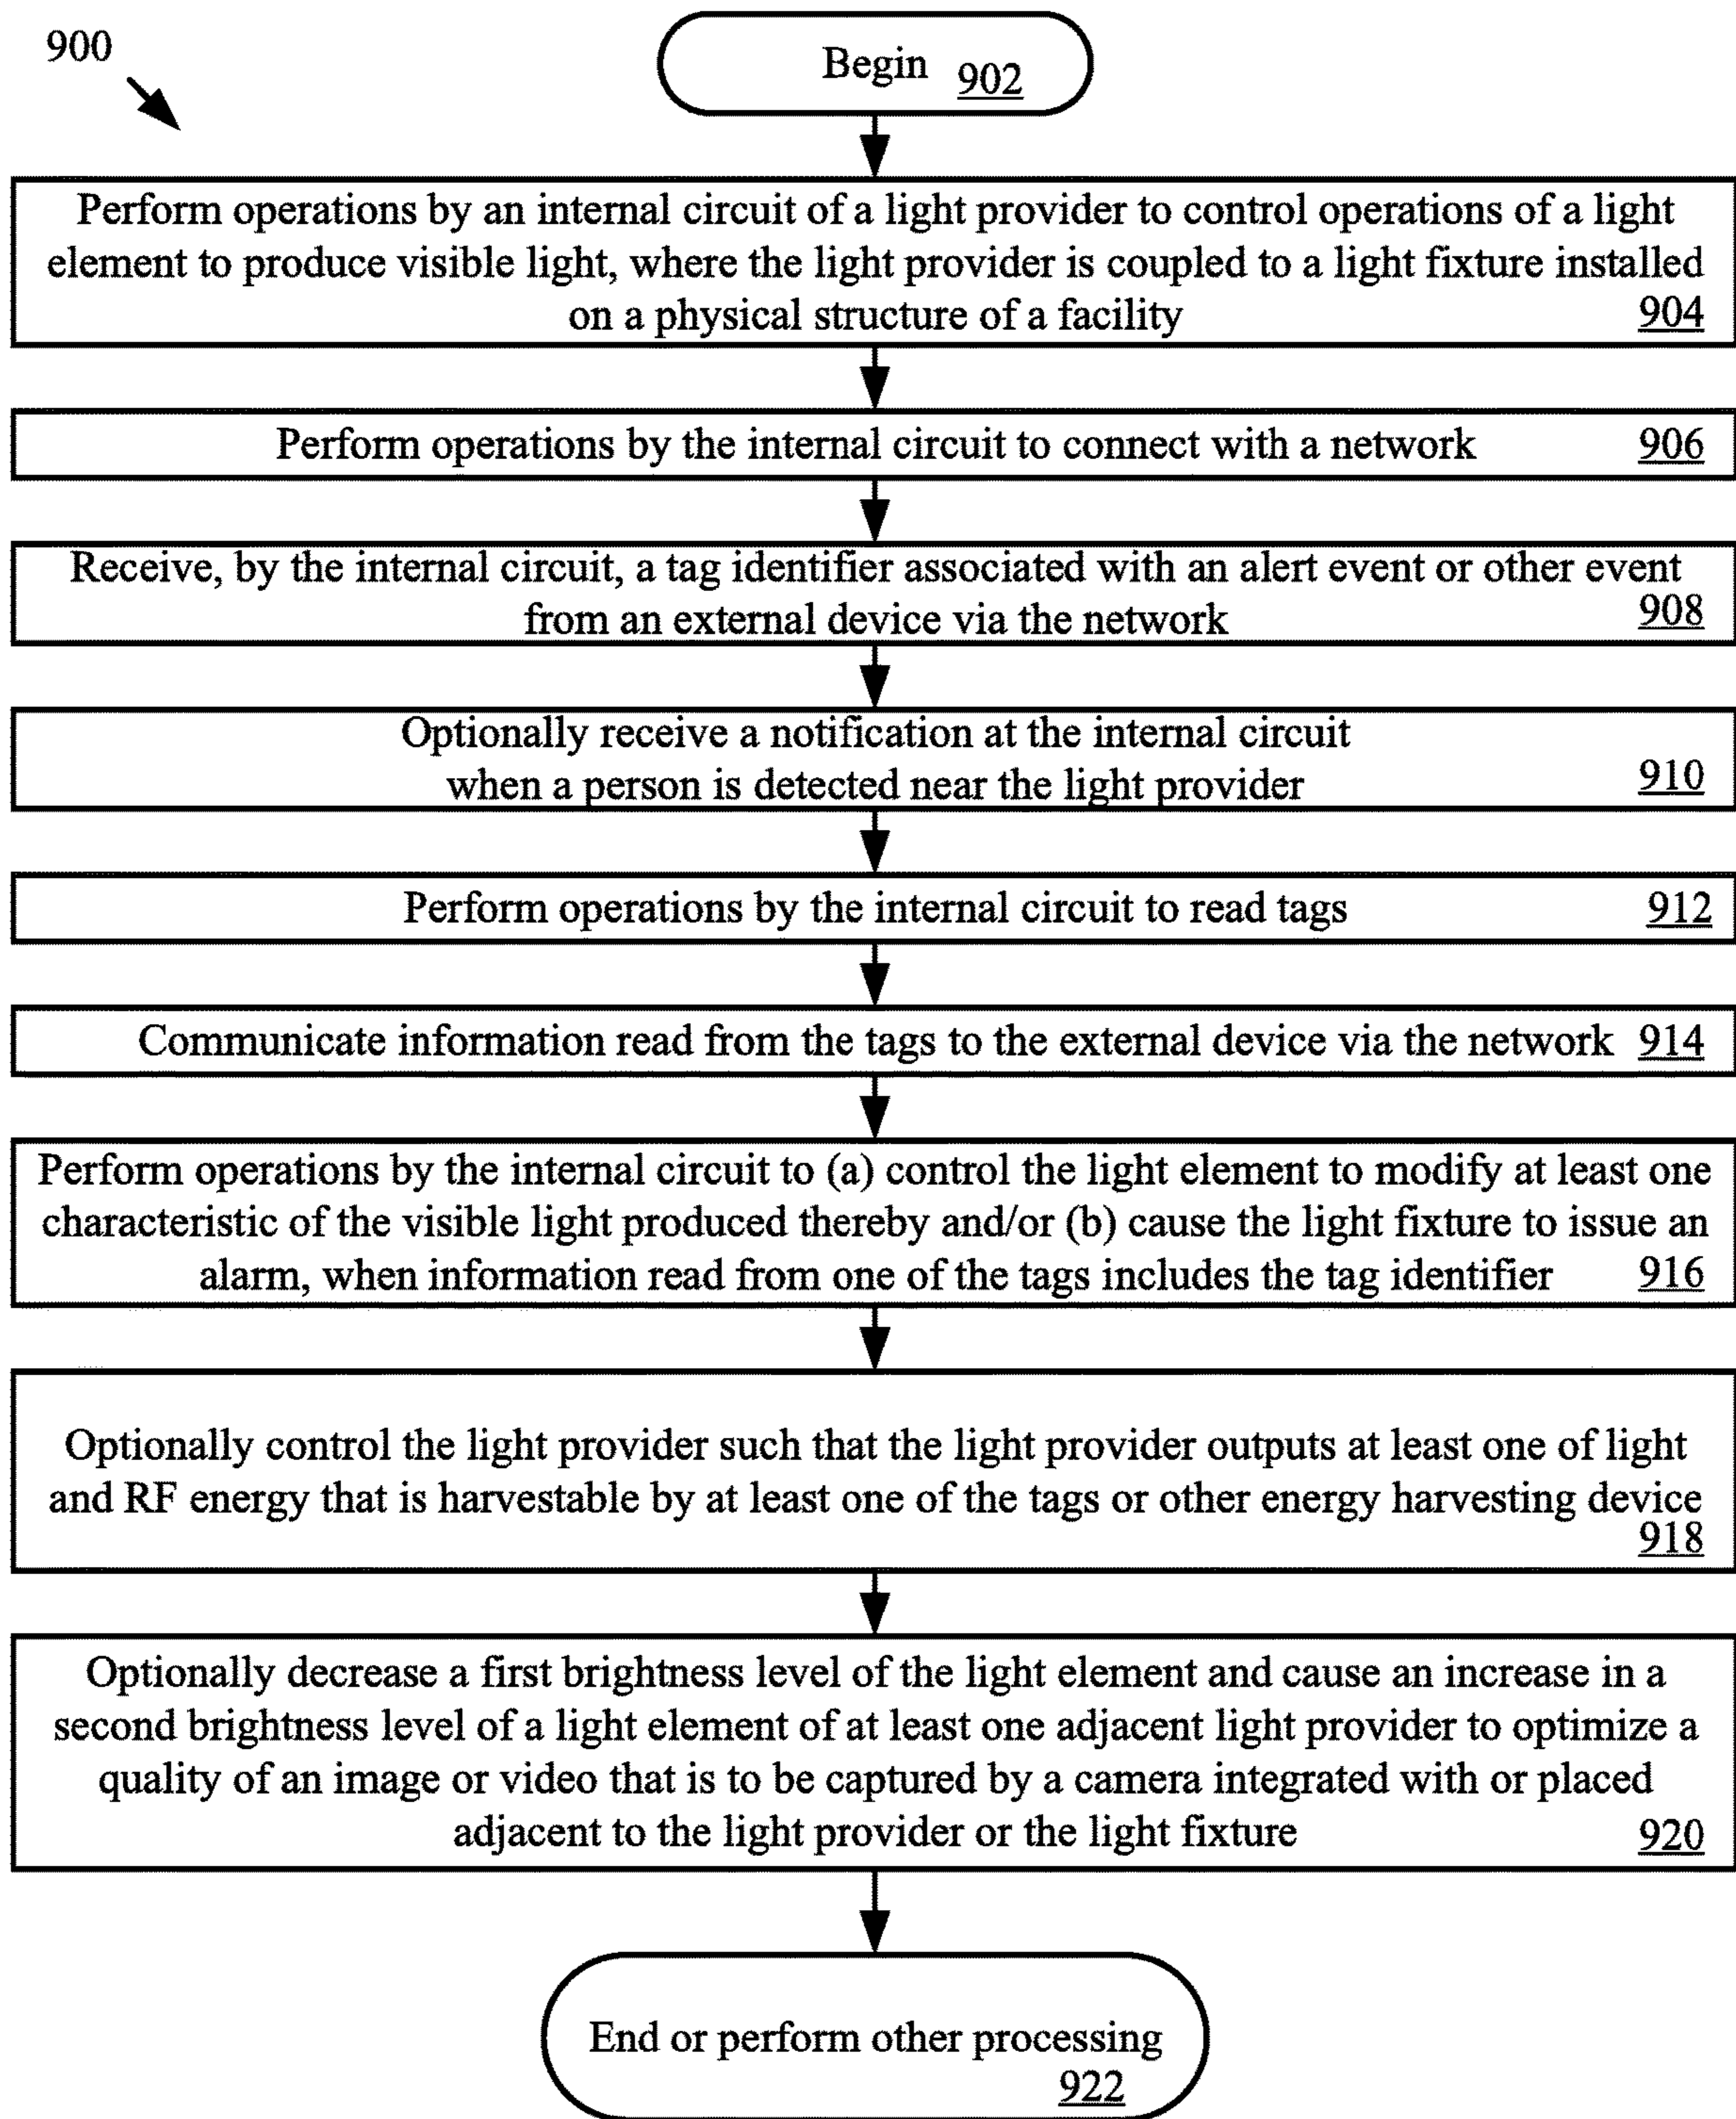 900
Begin 902
Perform operations by an internal circuit of a light provider to control operations of a light
element to produce visible light, where the light provider is coupled to a light fixture installed
on a physical structure of a facility 904
Perform operations by the internal circuit to connect with a network 906
Receive, by the internal circuit, a tag identifier associated with an alert event or other event
from an external device via the network 908
Optionally receive a notification at the internal circuit
when a person is detected near the light provider 910
Perform operations by the internal circuit to read tags 912
Communicate information read from the tags to the external device via the network 914
Perform operations by the internal circuit to (a) control the light element to modify at least one
characteristic of the visible light produced thereby and/or (b) cause the light fixture to issue an
alarm, when information read from one of the tags includes the tag identifier 916
Optionally control the light provider such that the light provider outputs at least one of light
and RF energy that is harvestable by at least one of the tags or other energy harvesting device
918
Optionally decrease a first brightness level of the light element and cause an increase in a
second brightness level of a light element of at least one adjacent light provider to optimize a
quality of an image or video that is to be captured by a camera integrated with or placed
adjacent to the light provider or the light fixture 920
End or perform other processing
922